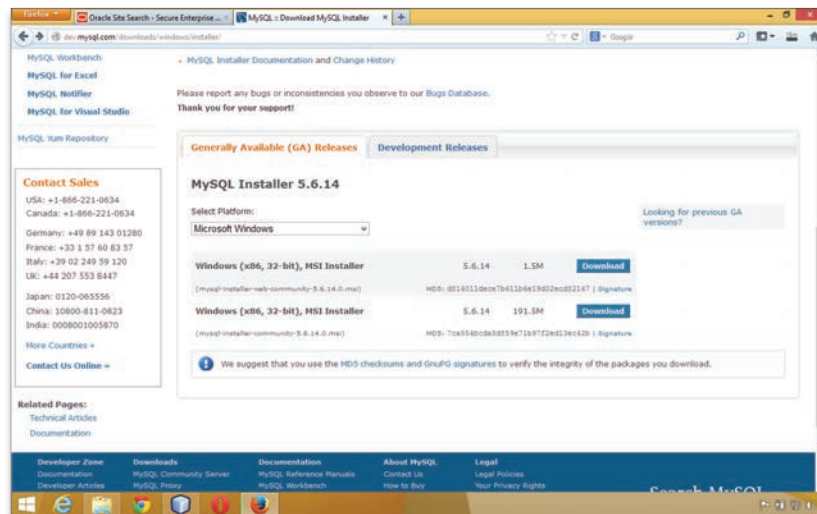 Firefox
Oracle Site Search - Secure Enterprise ...
MySQL :: Download MySQL Installer
dev.mysql.com/downloads/windows/installer/
Google
MySQL Workbench
MySQL for Excel
MySQL Notifier
MySQL for Visual Studio
MySQL Yum Repository
MySQL Installer Documentation and Change History
Please report any bugs or inconsistencies you observe to our Bugs Database.
Thank you for your support!
Generally Available (GA) Releases
Development Releases
MySQL Installer 5.6.14
Select Platform:
Microsoft Windows
Looking for previous GA
versions?
Windows (x86, 32-bit), MSI Installer 5.6.14 1.5M Download
(mysql-installer-web-community-5.6.14.0.msi) MD5: | Signature
Windows (x86, 32-bit), MSI Installer 5.6.14 191.5M Download
(mysql-installer-community-5.6.14.0.msi) MD5: | Signature
We suggest that you use the MD5 checksums and GnuPG signatures to verify the integrity of the packages you download.
Contact Sales
USA: +1-866-221-0634
Canada: +1-866-221-0634
Germany: +49 89 143 01280
France: +33 1 57 60 83 57
Italy: +39 02 249 59 120
UK: +44 207 553 8447
Japan: 0120-065556
China: 10800-811-0823
India: 0008001005870
More Countries »
Contact Us Online »
Related Pages:
Technical Articles
Documentation
Developer Zone
Documentation
Developer Articles
Downloads
MySQL Community Server
MySQL Proxy
Documentation
MySQL Reference Manuals
MySQL Workbench
About MySQL
Contact Us
How to Buy
Legal
Legal Policies
Your Privacy Rights
Search MySQL